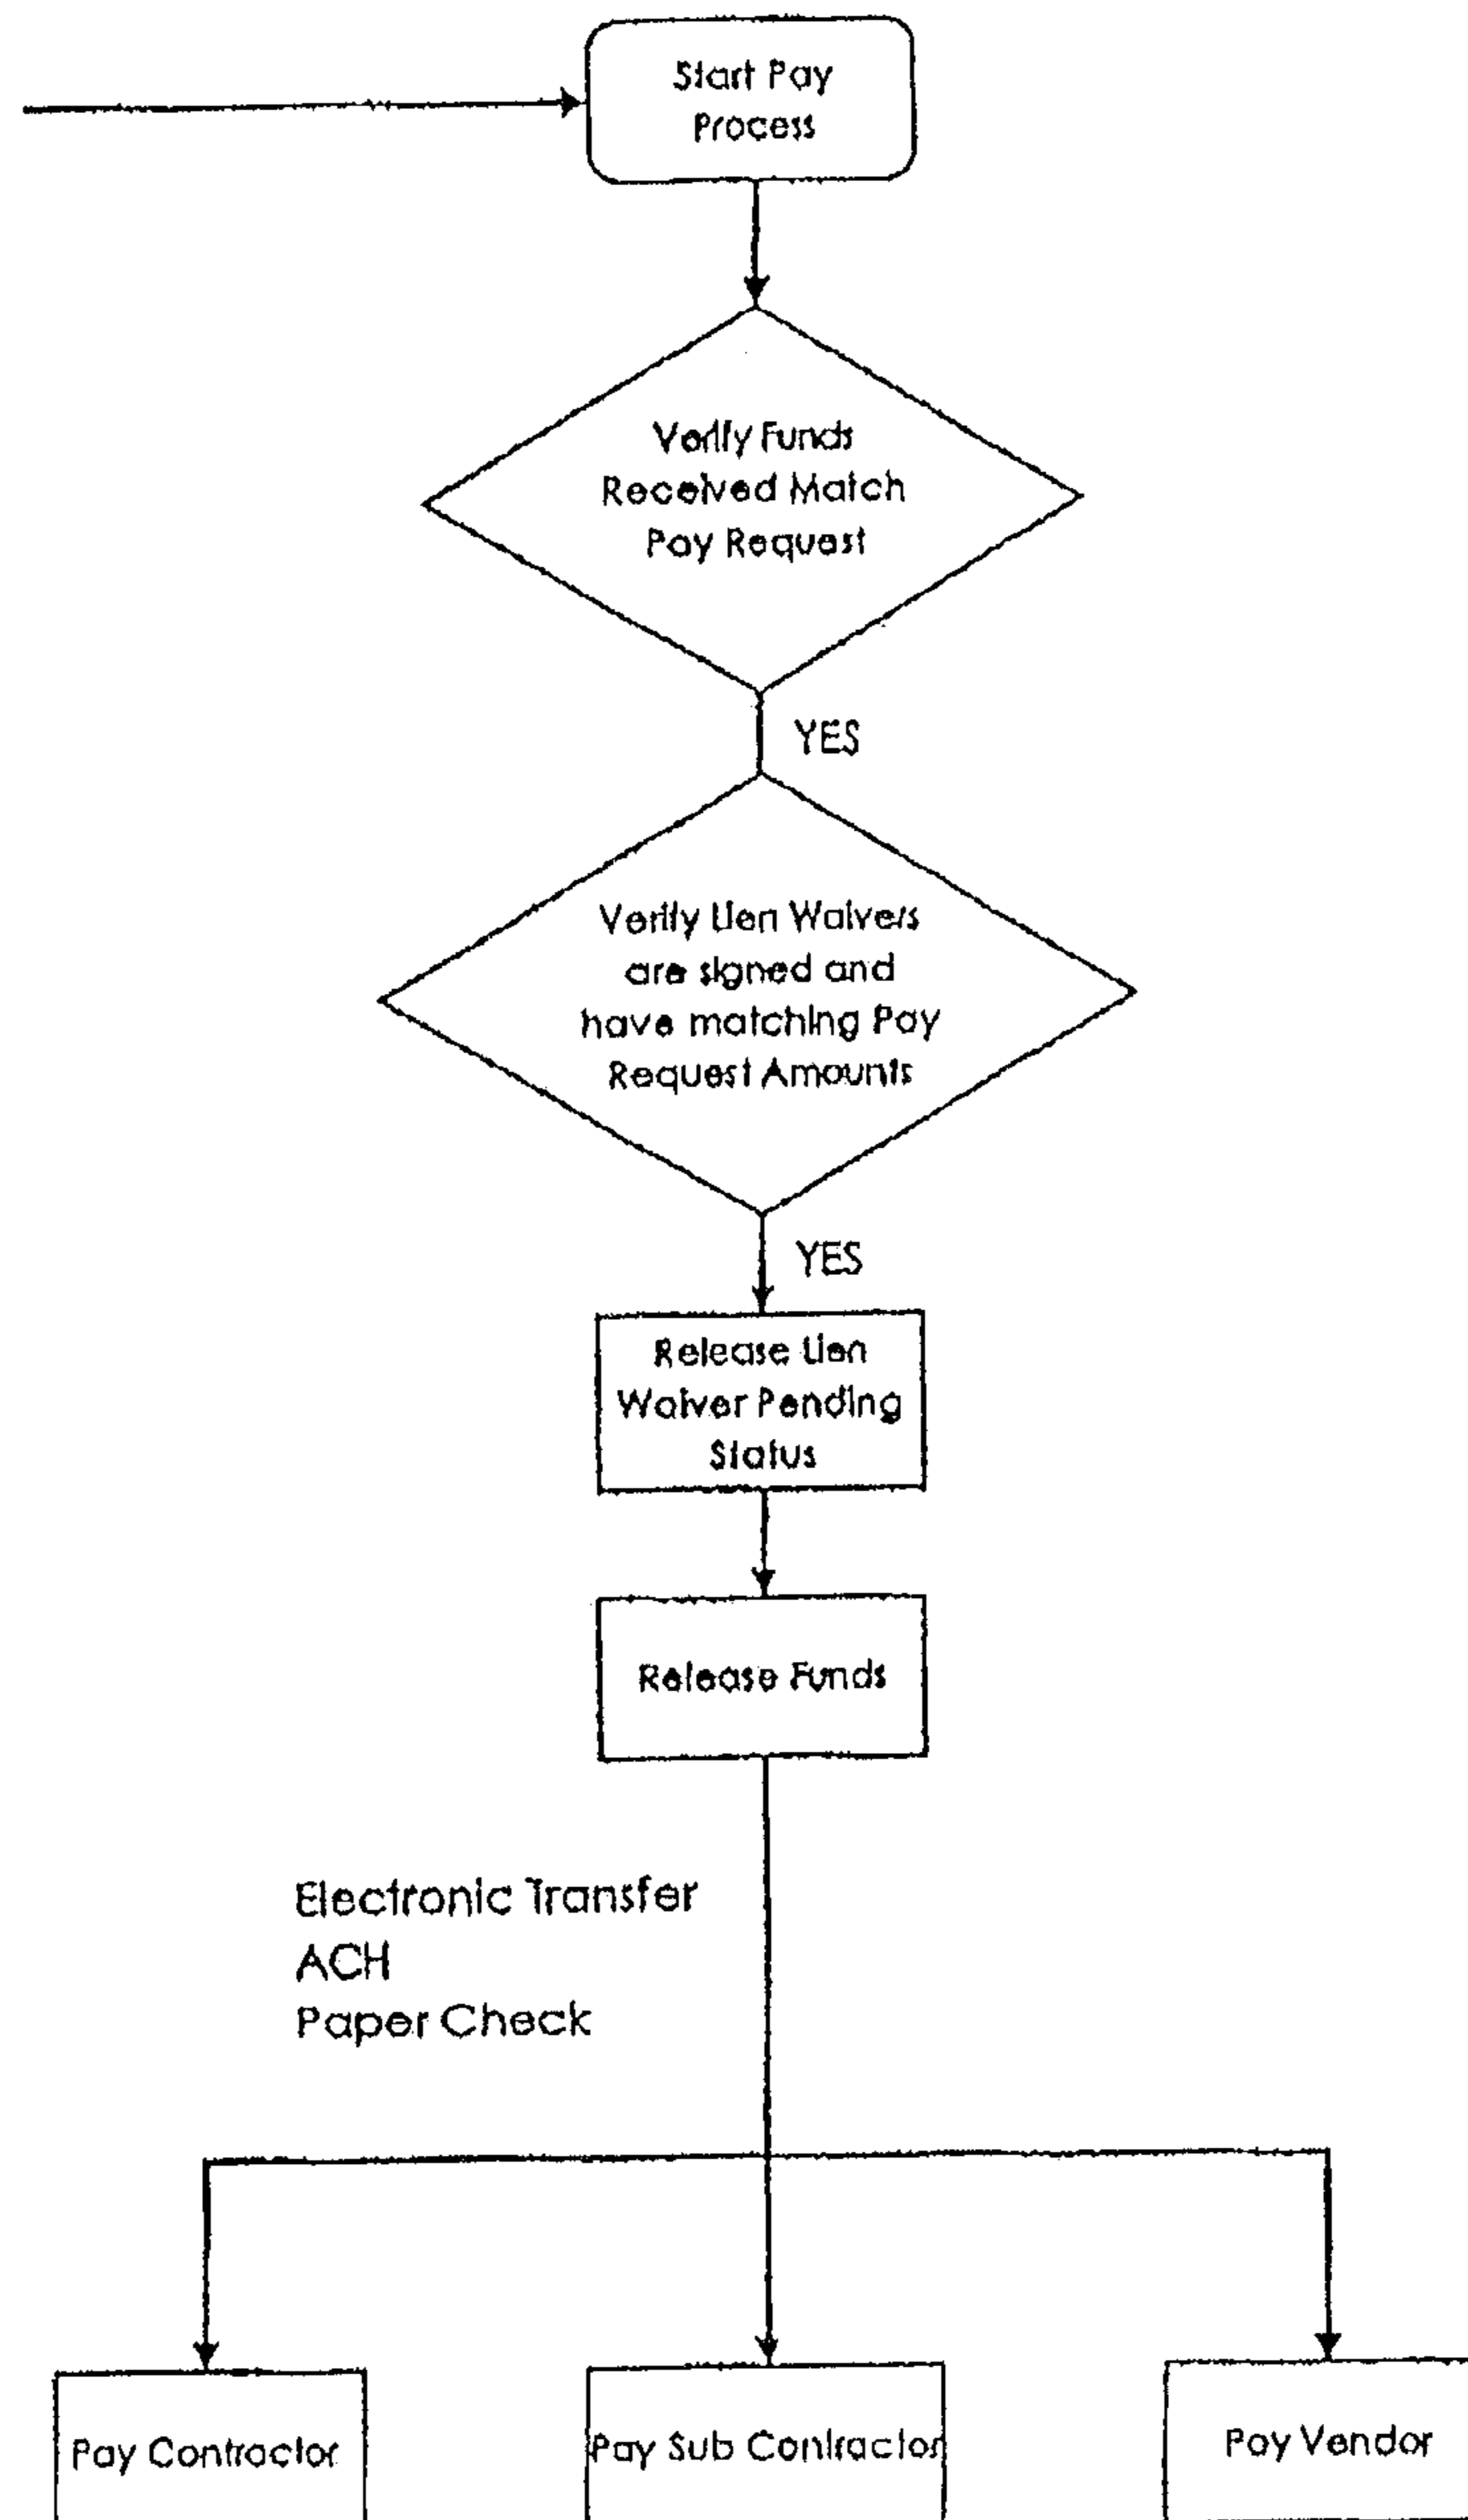 Start Pay
Process
Verify Funds
Received Match
Pay Request
YES
Verify Lien Waivers
are signed and
have matching Pay
Request Amounts
YES
Release Lien
Waiver Pending
Status
Release Funds
Electronic Transfer
ACH
Paper Check
Pay Contractor
Pay Sub Contractor
Pay Vendor